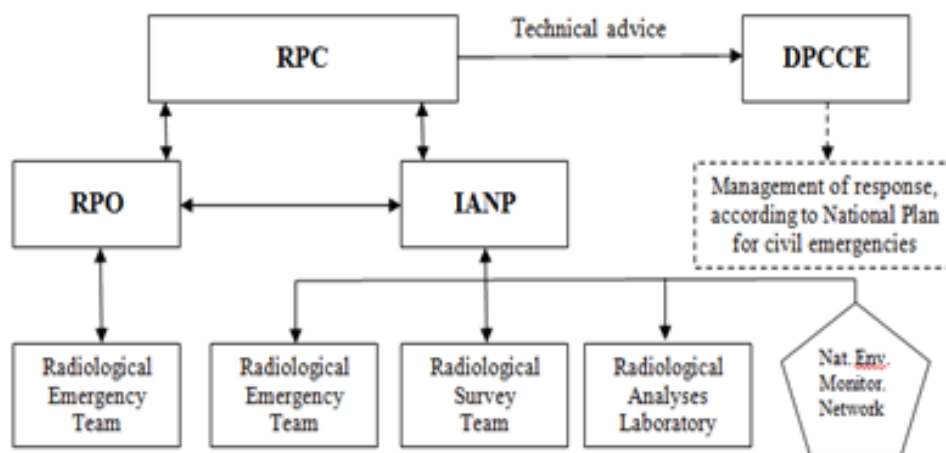 Technical advice
RPC
DPCCE
RPO
IANP
Management of response,
according to National Plan
for civil emergencies
Radiological
Emergency
Team
Radiological
Emergency
Team
Radiological
Survey
Team
Radiological
Analyses
Laboratory
Nat. Env.
Monitor.
Network